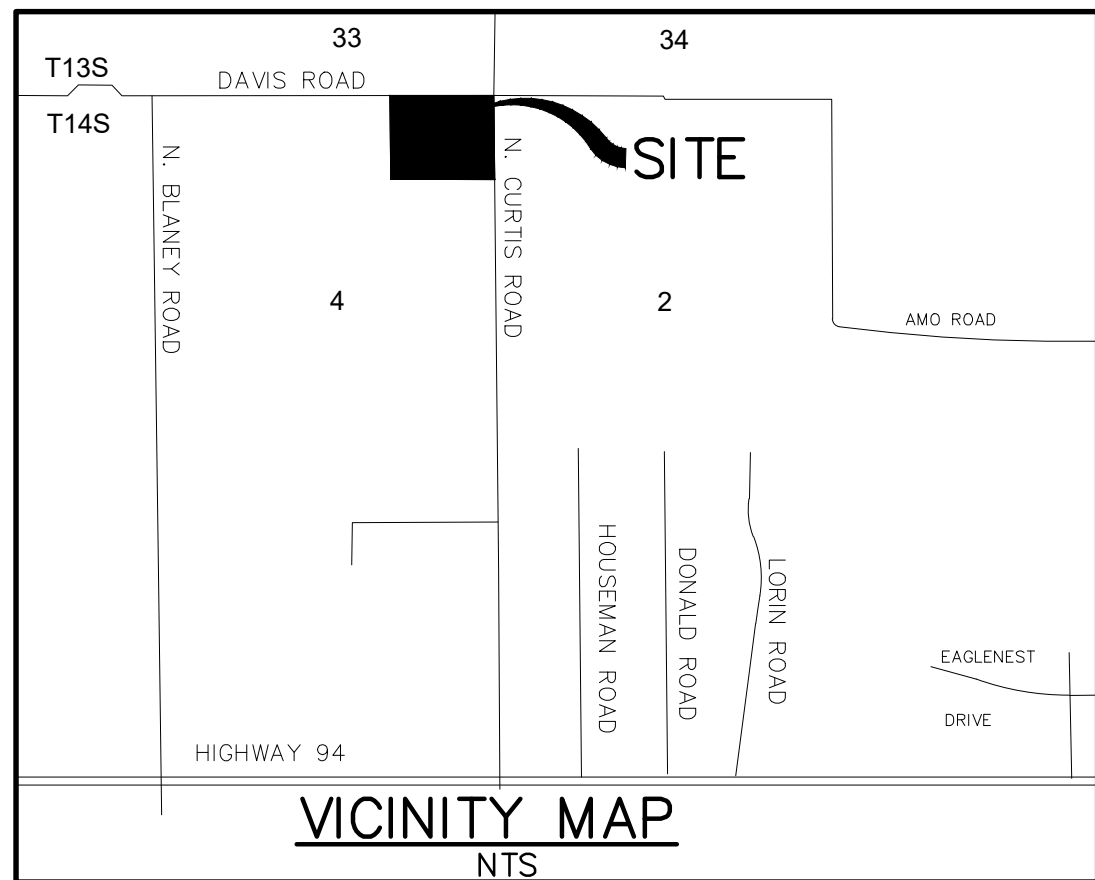 33
34
T13S
DAVIS ROAD
T14S
SITE
N. BLANEY ROAD
N. CURTIS ROAD
4
2
AMO ROAD
HOUSEMAN ROAD
DONALD ROAD
LORIN ROAD
EAGLENEST
DRIVE
HIGHWAY 94
VICINITY MAP
NTS